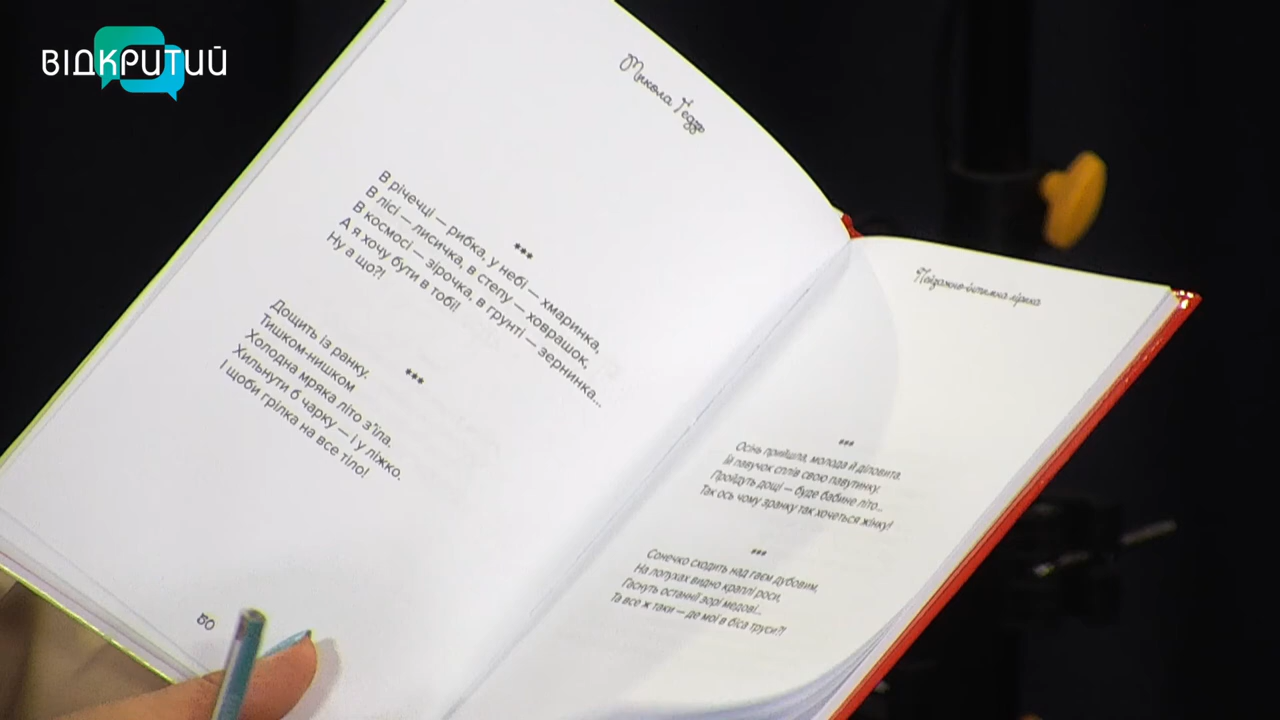 ВІДКРИТИЙ
Микола Ґедзь
***
В річечці — рибка, у небі — хмаринка,
В лісі — лисичка, в степу — ховрашок,
В космосі — зірочка, в грунті — зернинка...
А я хочу бути в тобі!
Ну а що?!
***
Дощить із ранку.
Тишком-нишком
Холодна мряка літо з'їла.
Хильнути б чарку — і у ліжко,
І щоби грілка на все тіло!
50
Пейзажно-інтимна лірика
***
Осінь прийшла, молода й діловита.
Й павучок сплів свою павутинку.
Пройдуть дощі — буде бабине літо...
Так ось чому зранку так хочеться жінку!
***
Сонечко сходить над гаєм дубовим,
На лопухах видно краплі роси,
Гаснуть останнії зорі медові...
Та все ж таки — де мої в біса труси?!